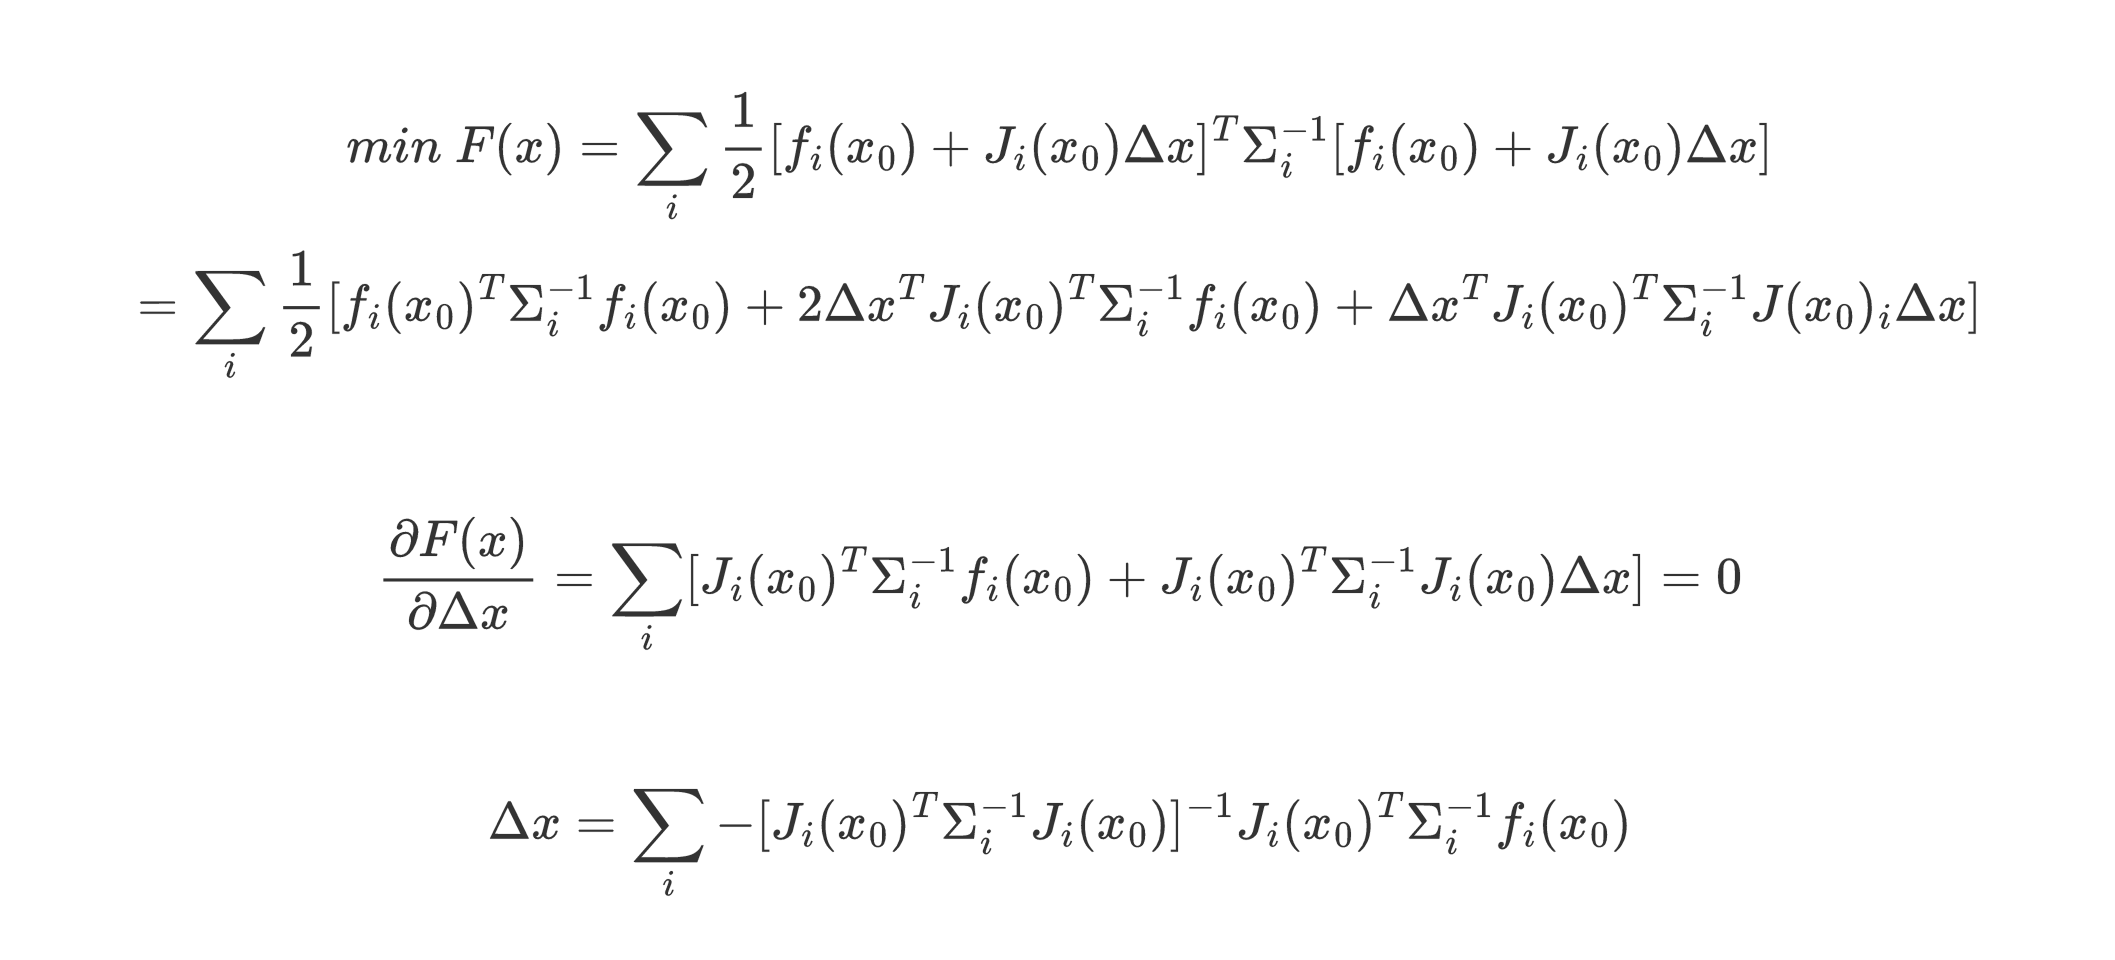 $min\ F(x) = \sum_i \frac{1}{2}[f_i(x_0) + J_i(x_0)\Delta x]^T \Sigma_i^{-1} [f_i(x_0) + J_i(x_0)\Delta x]$
$= \sum_i \frac{1}{2}[f_i(x_0)^T \Sigma_i^{-1} f_i(x_0) + 2\Delta x^T J_i(x_0)^T \Sigma_i^{-1} f_i(x_0) + \Delta x^T J_i(x_0)^T \Sigma_i^{-1} J(x_0)_i \Delta x]$
$\frac{\partial F(x)}{\partial \Delta x} = \sum_i [J_i(x_0)^T \Sigma_i^{-1} f_i(x_0) + J_i(x_0)^T \Sigma_i^{-1} J_i(x_0)\Delta x] = 0$
$\Delta x = \sum_i -[J_i(x_0)^T \Sigma_i^{-1} J_i(x_0)]^{-1} J_i(x_0)^T \Sigma_i^{-1} f_i(x_0)$